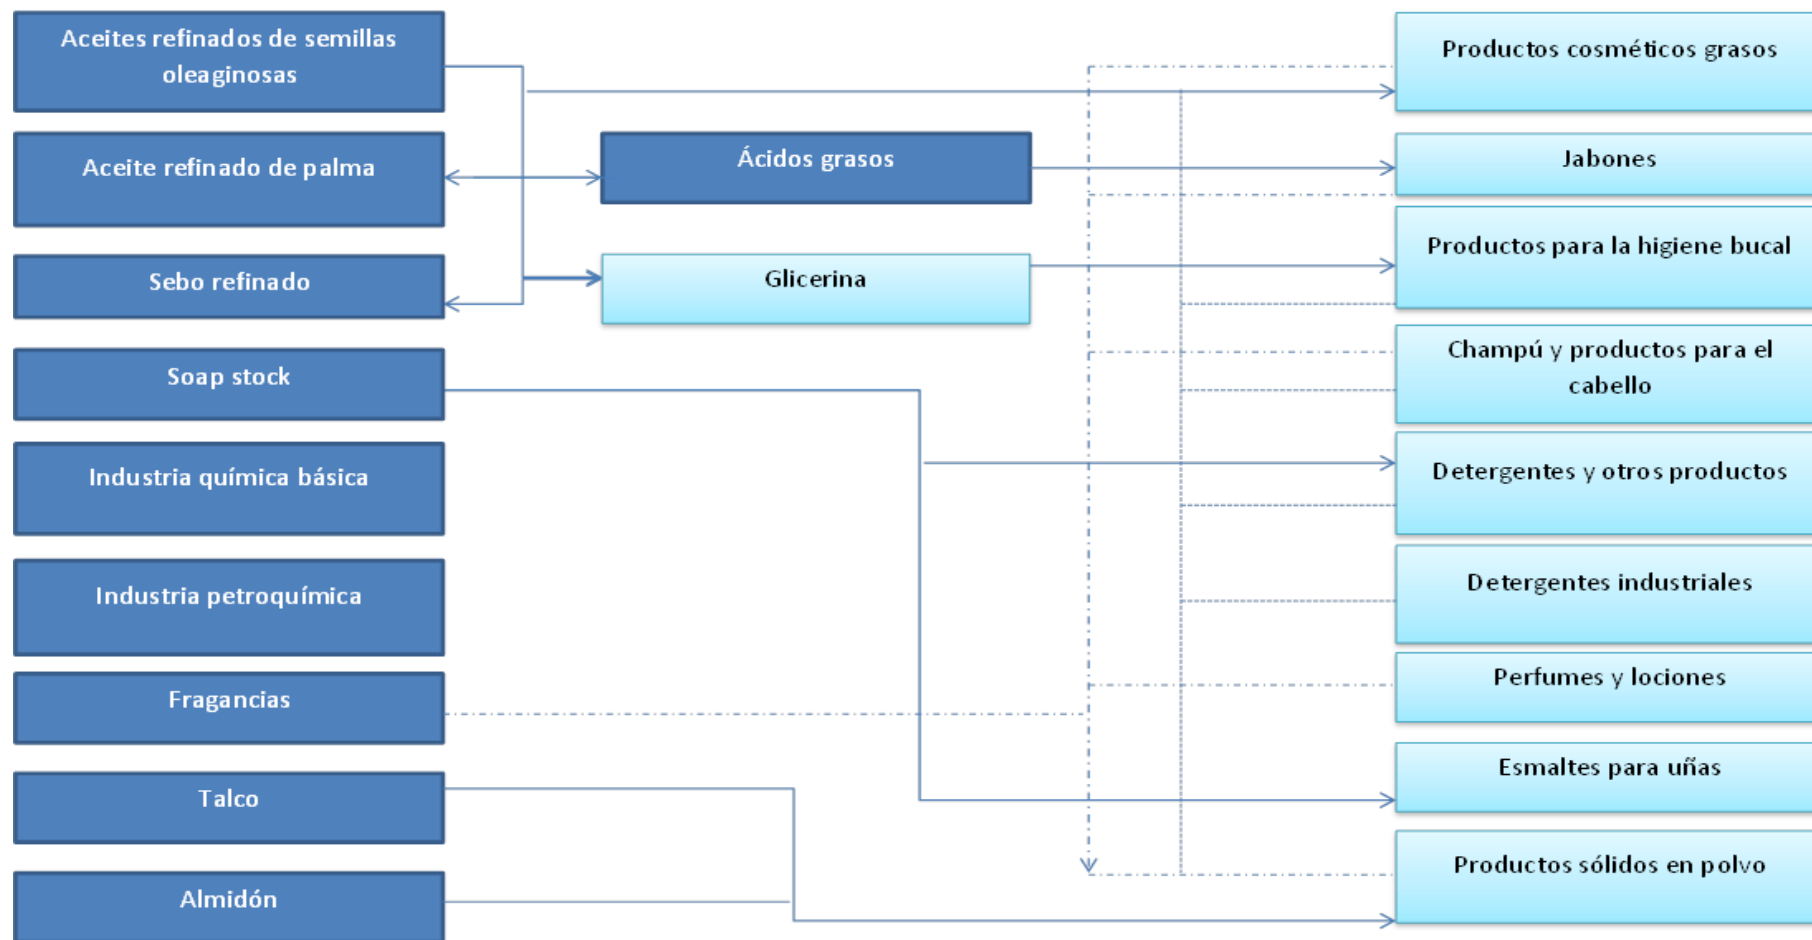 Aceites refinados de semillas
oleaginosas
Aceite refinado de palma
Sebo refinado
Soap stock
Industria química básica
Industria petroquímica
Fragancias
Talco
Almidón
Ácidos grasos
Glicerina
Productos cosméticos grasos
Jabones
Productos para la higiene bucal
Champú y productos para el
cabello
Detergentes y otros productos
Detergentes industriales
Perfumes y lociones
Esmaltes para uñas
Productos sólidos en polvo